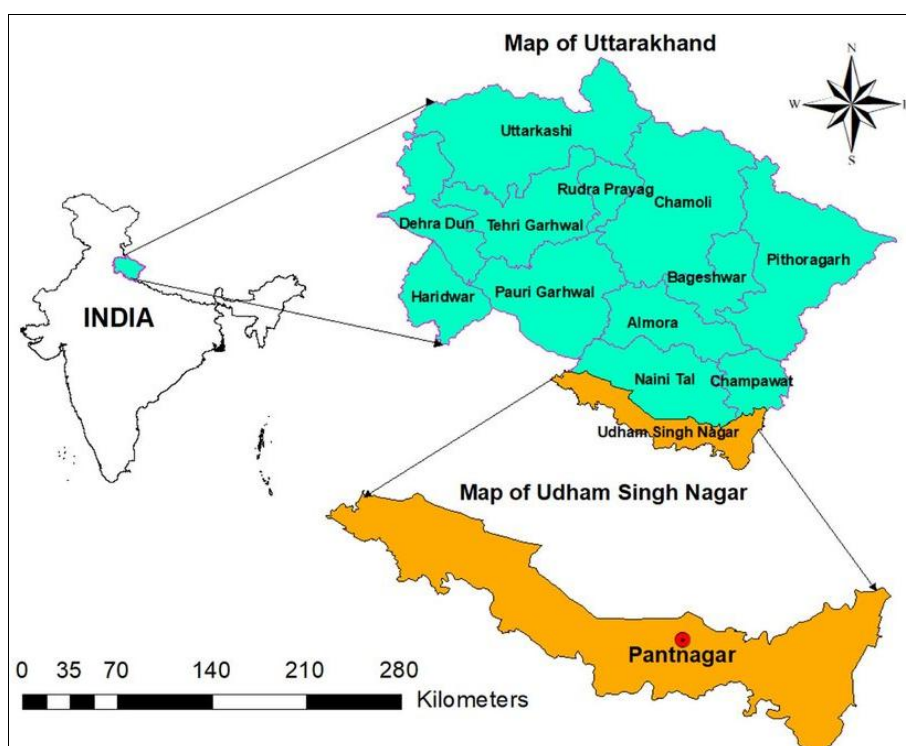 Map of Uttarakhand
N
W
E
S
Uttarkashi
Rudra Prayag
Chamoli
Dehra Dun
Tehri Garhwal
Pithoragarh
Bageshwar
Haridwar
Pauri Garhwal
INDIA
Almora
Naini Tal
Champawat
Udham Singh Nagar
Map of Udham Singh Nagar
Pantnagar
0 35 70 140 210 280
Kilometers